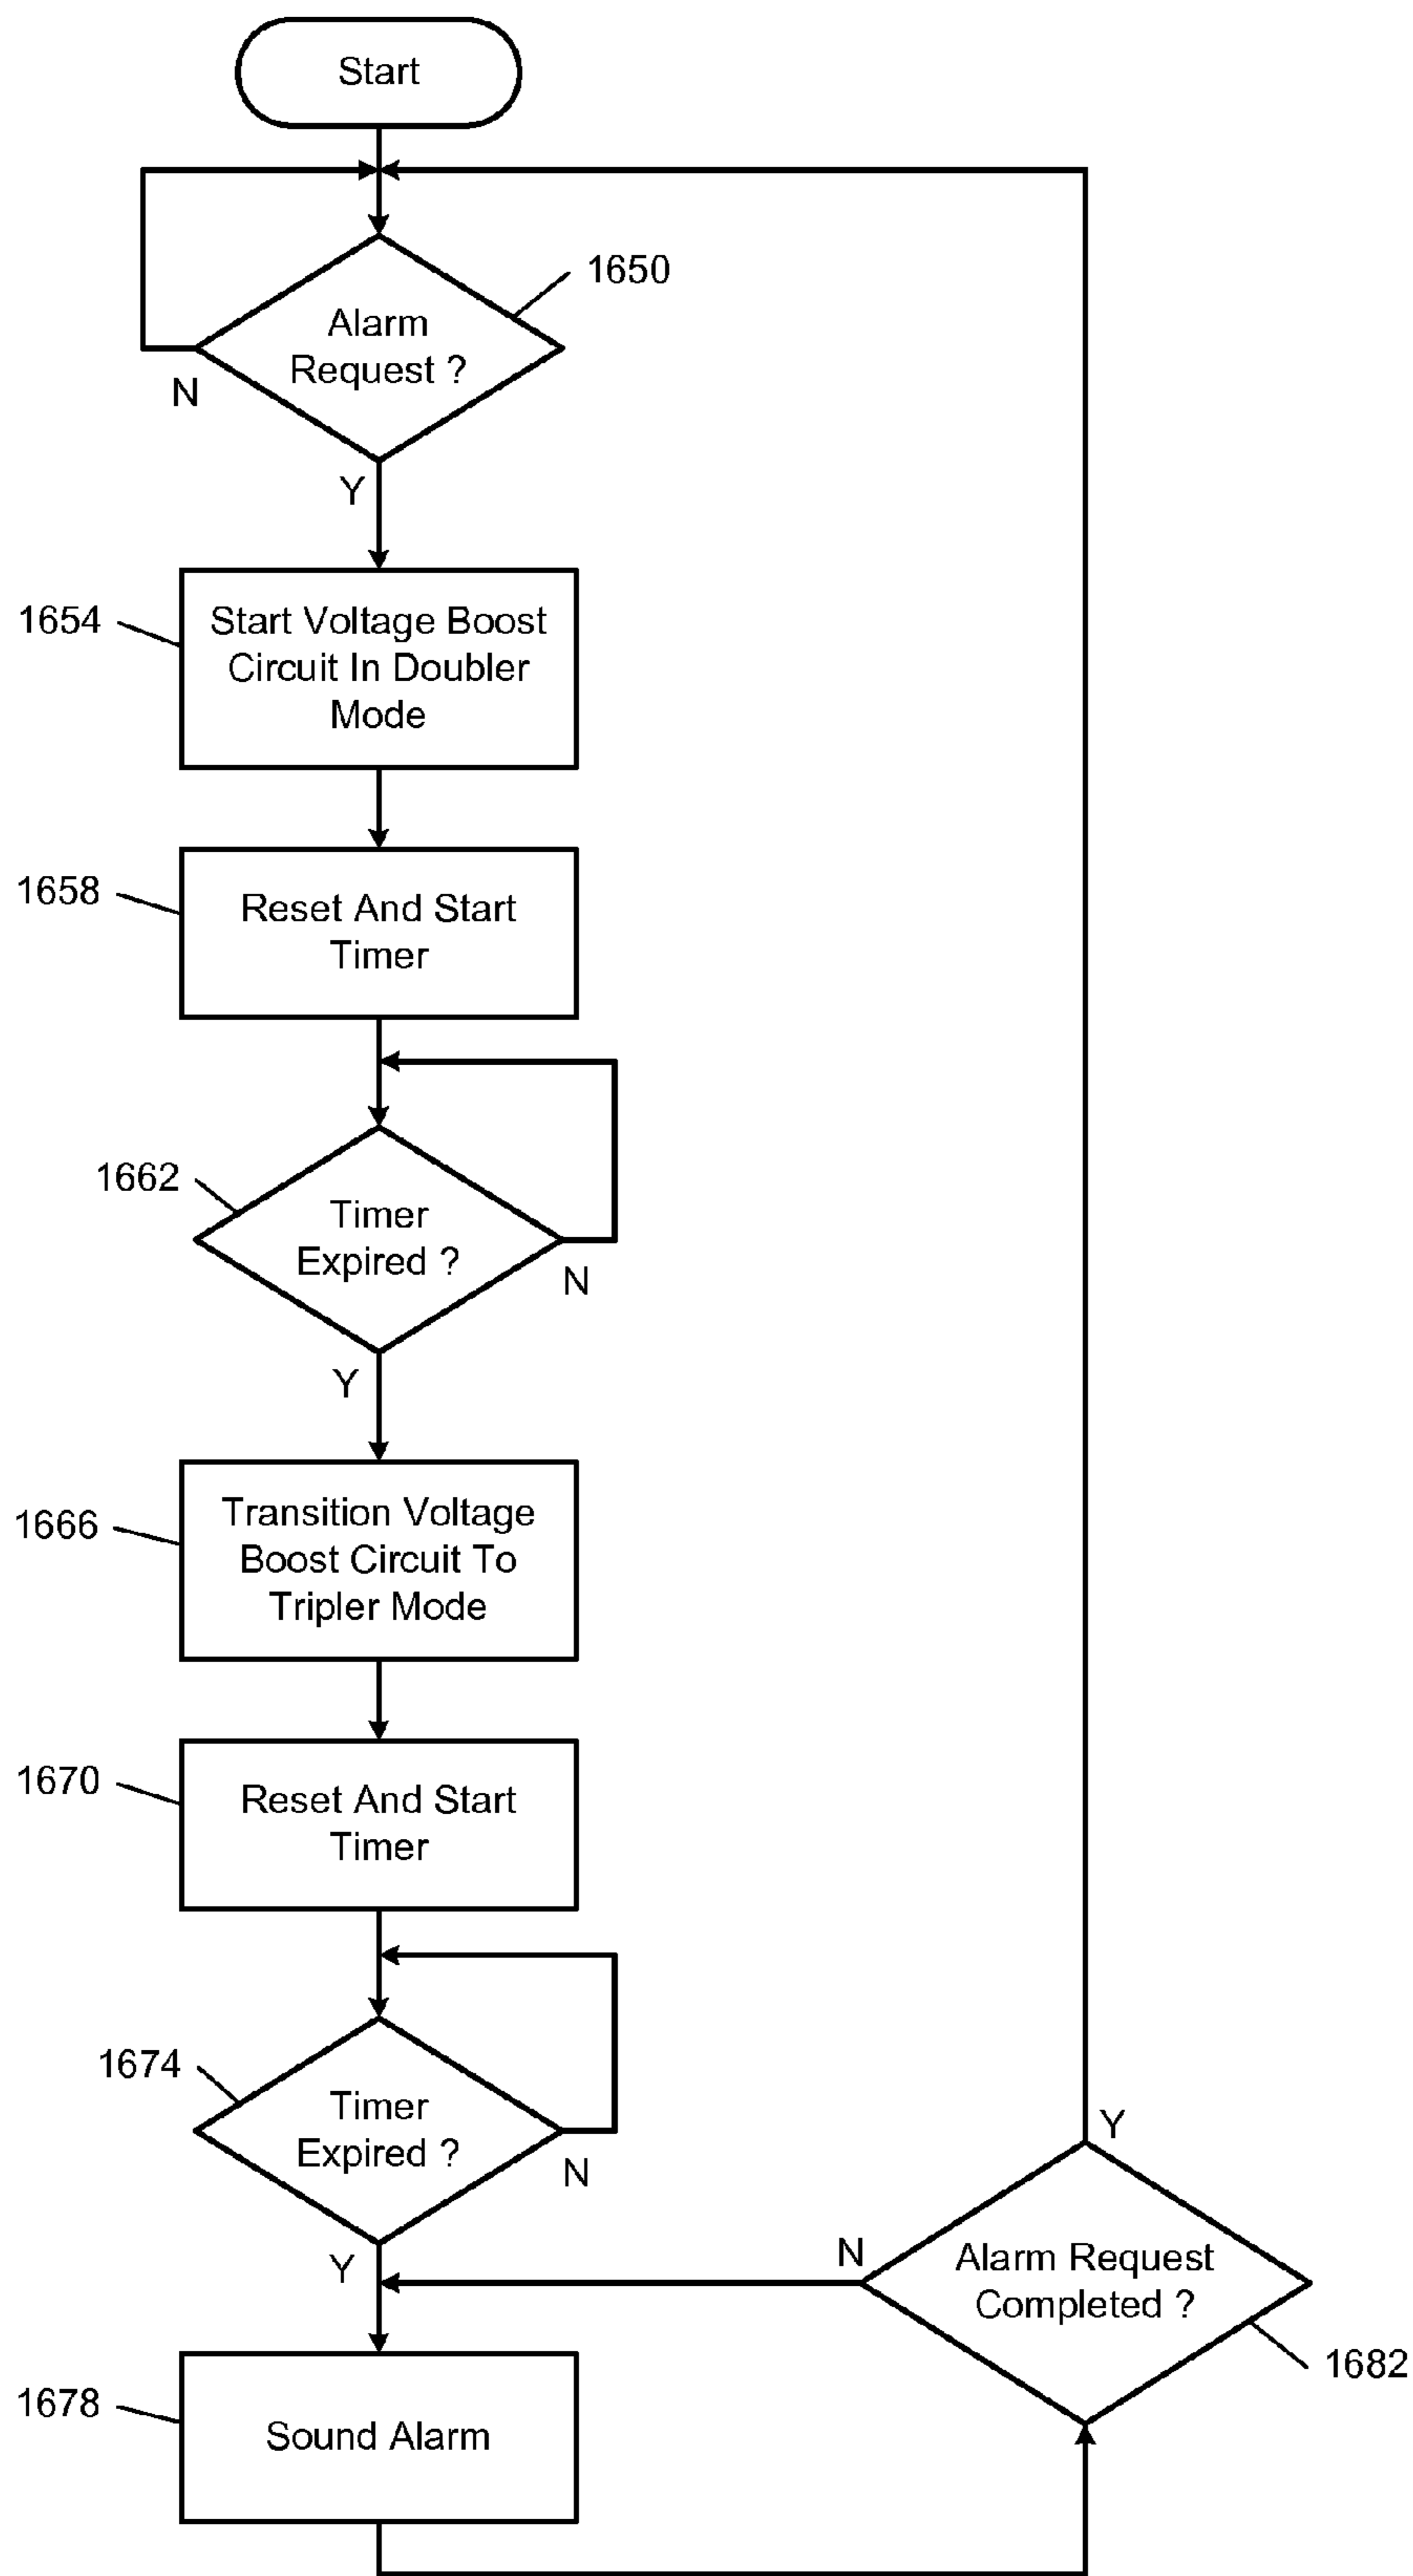 Start
1650
Alarm
Request ?
N
Y
1654
Start Voltage Boost
Circuit In Doubler
Mode
1658
Reset And Start
Timer
1662
Timer
Expired ?
N
Y
1666
Transition Voltage
Boost Circuit To
Tripler Mode
1670
Reset And Start
Timer
1674
Timer
Expired ?
N
Y
Y
N
Alarm Request
Completed ?
1682
1678
Sound Alarm